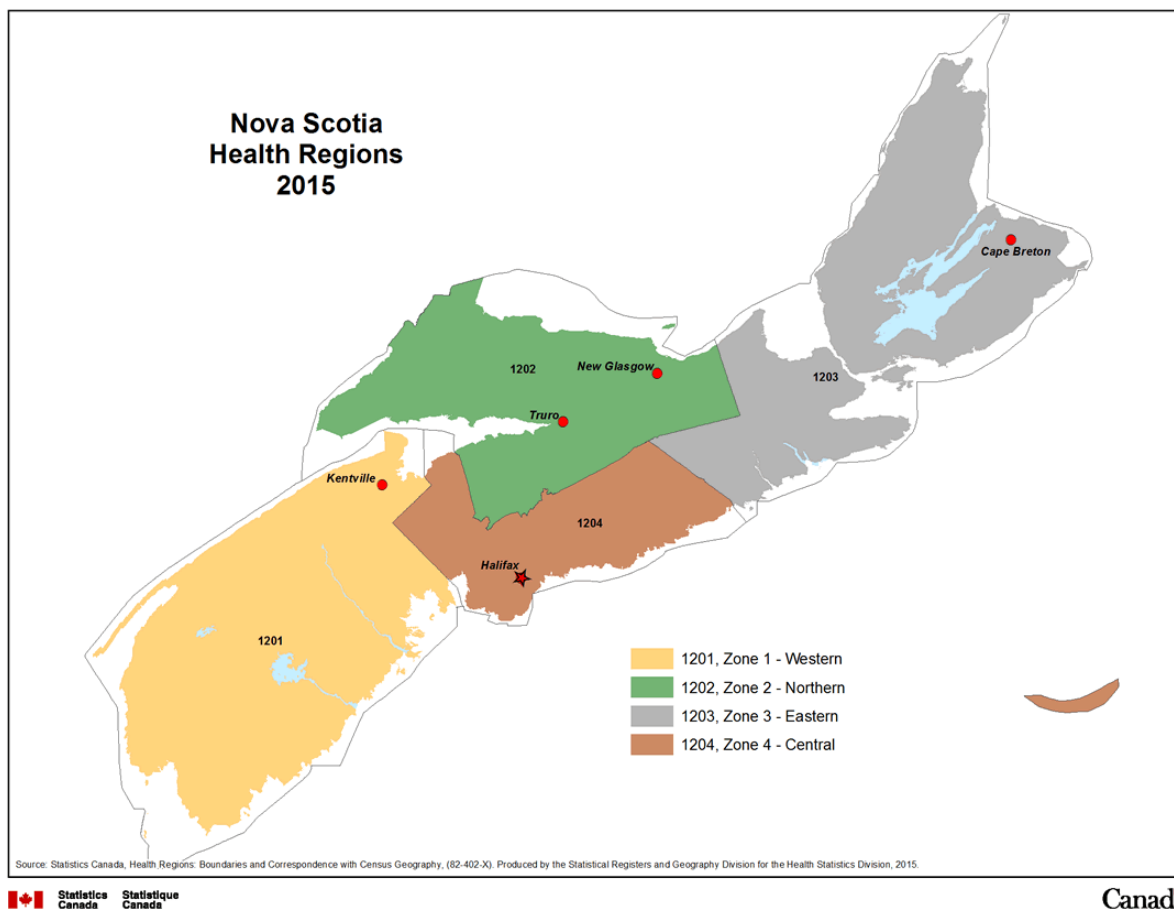 Nova Scotia
Health Regions
2015
Cape Breton
1202
New Glasgow
1203
Truro
Kentville
1204
Halifax
1201
1201, Zone 1 - Western
1202, Zone 2 - Northern
1203, Zone 3 - Eastern
1204, Zone 4 - Central
Source: Statistics Canada, Health Regions: Boundaries and Correspondence with Census Geography, (82-402-X). Produced by the Statistical Registers and Geography Division for the Health Statistics Division, 2015.
Statistics Statistique
Canada Canada
Canad